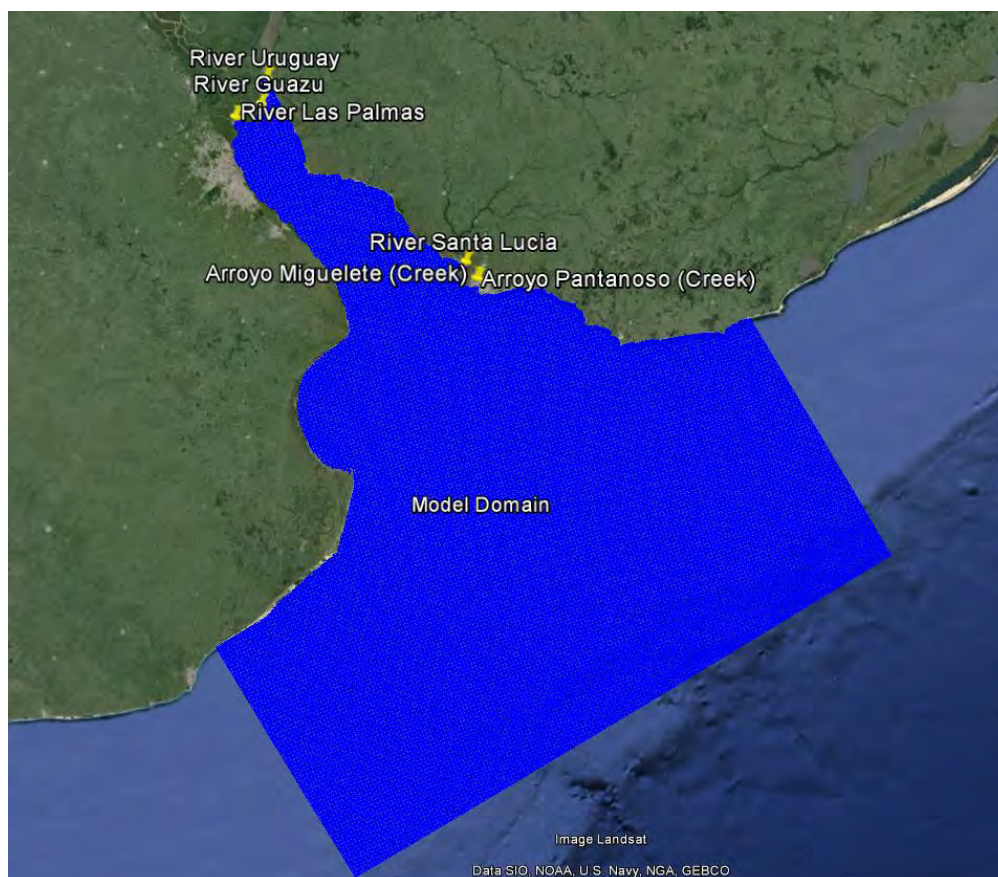 River Uruguay
River Guazu
River Las Palmas
River Santa Lucia
Arroyo Miguelete (Creek)
Arroyo Pantanoso (Creek)
Model Domain
Image Landsat
Data SIO, NOAA, U.S. Navy, NGA, GEBCO